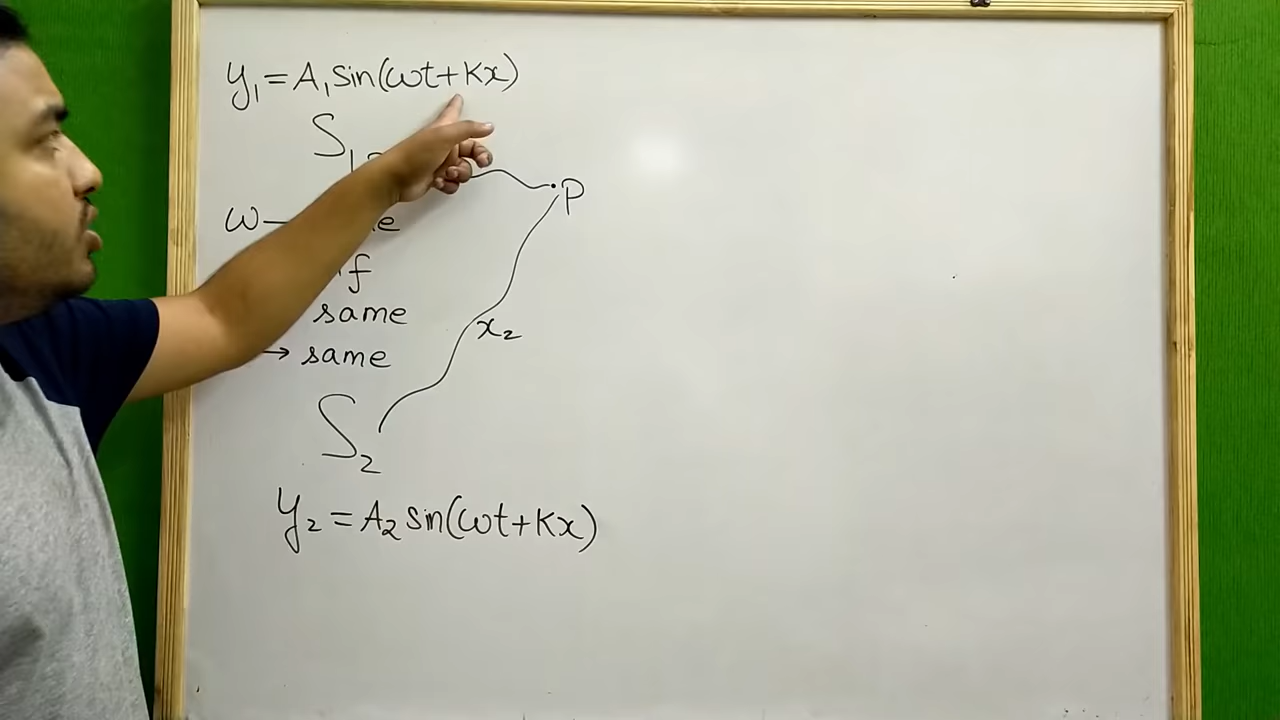 y₁ = A₁ sin(ωt + Kx)
S₁
P
ω
f
same
x₂
→ same
S₂
y₂ = A₂ sin(ωt + Kx)